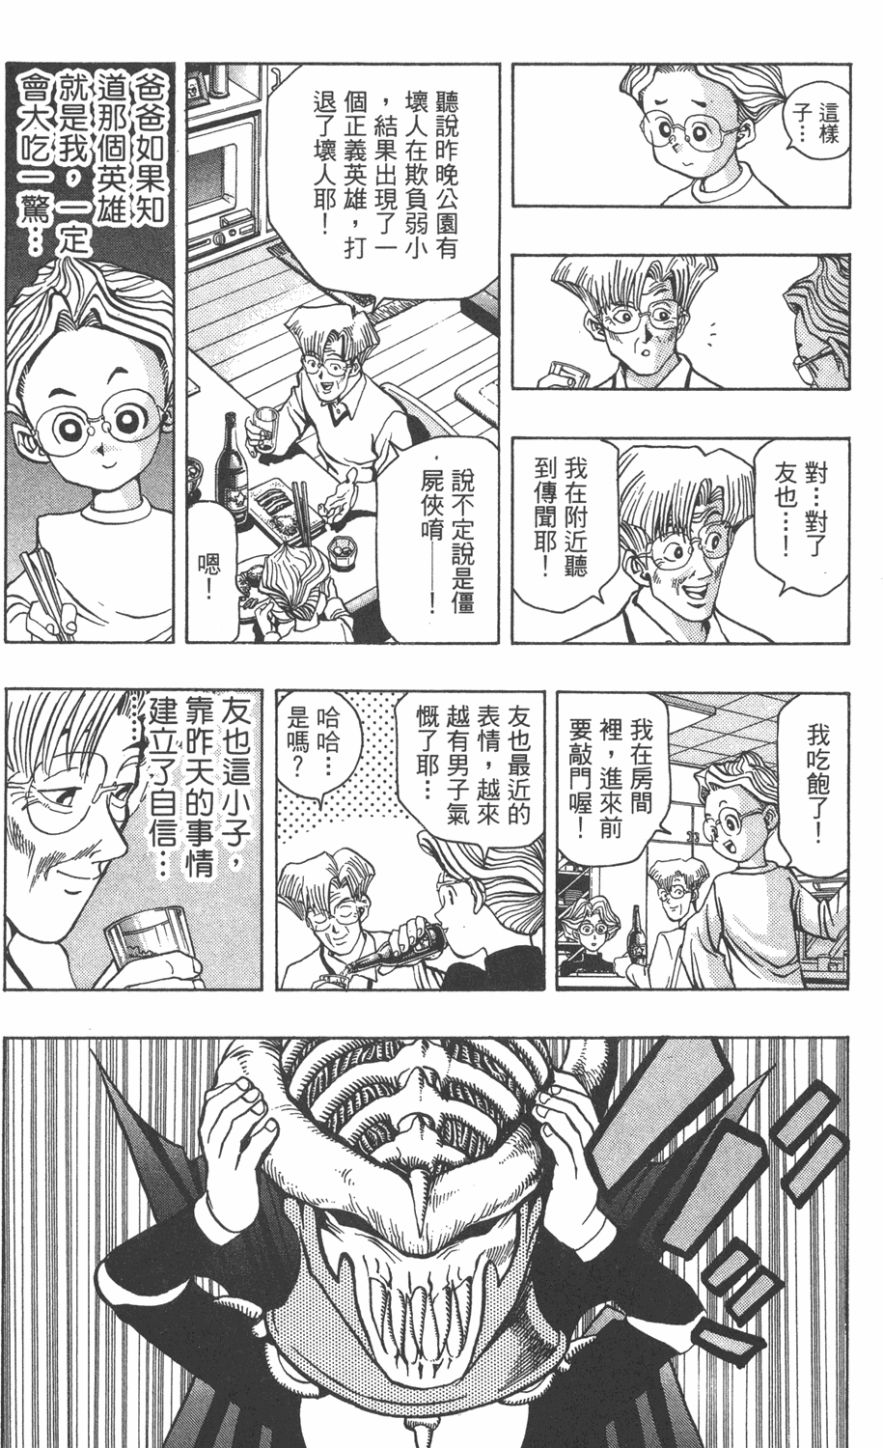 這樣
子…
對…對了
友也…！
我在附近聽
到傳聞耶！
聽說昨晚公園有
壞人在欺負弱小
，結果出現了一
個正義英雄，打
退了壞人耶！
說不定說是僵
屍俠唷——！
嗯！
爸爸如果知
道那個英雄
就是我，一定
會大吃一驚…
我吃飽了！
我在房間
裡，進來前
要敲門喔！
友也最近的
表情，越來
越有男子氣
慨了耶…
哈哈…
是嗎？
友也這小子，
靠昨天的事情
建立了自信…
……